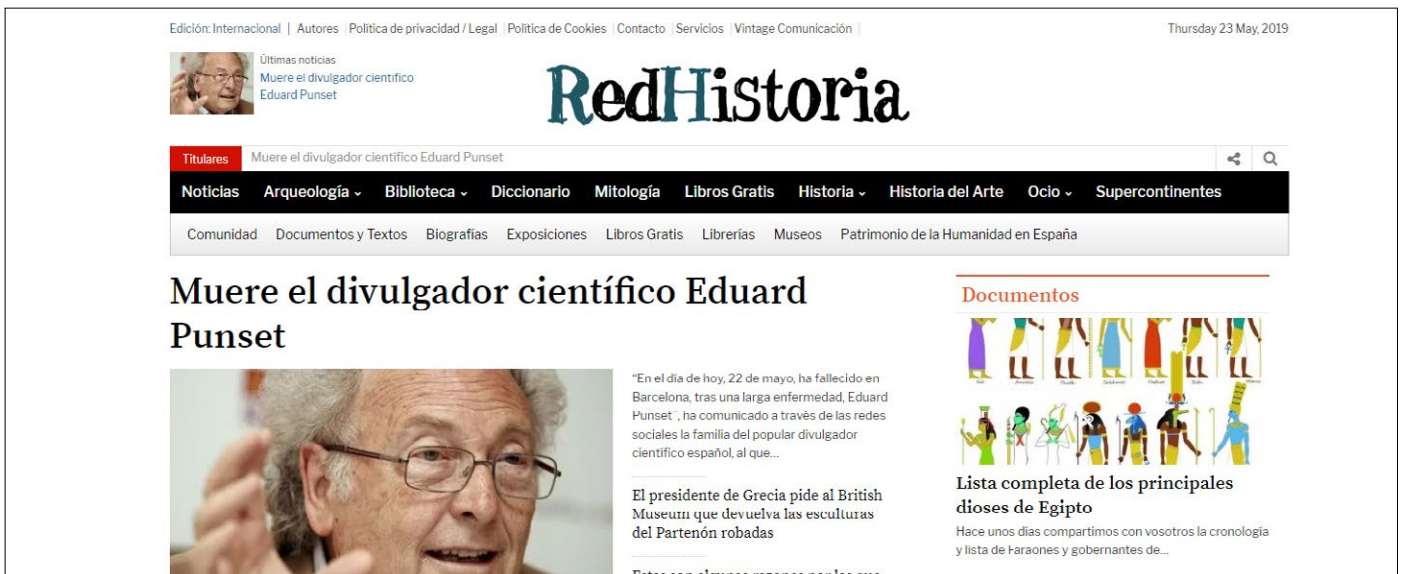 Edición: Internacional | Autores | Política de privacidad / Legal | Política de Cookies | Contacto | Servicios | Vintage Comunicación |
Thursday 23 May, 2019
Últimas noticias
Muere el divulgador científico
Eduard Punset
RedHistoria
Titulares Muere el divulgador científico Eduard Punset
Noticias Arqueología Biblioteca Diccionario Mitología Libros Gratis Historia Historia del Arte Ocio Supercontinentes
Comunidad Documentos y Textos Biografías Exposiciones Libros Gratis Librerías Museos Patrimonio de la Humanidad en España
Muere el divulgador científico Eduard
Punset
"En el día de hoy, 22 de mayo, ha fallecido en
Barcelona, tras una larga enfermedad, Eduard
Punset¨, ha comunicado a través de las redes
sociales la familia del popular divulgador
científico español, al que...
El presidente de Grecia pide al British
Museum que devuelva las esculturas
del Partenón robadas
Documentos
Lista completa de los principales
dioses de Egipto
Hace unos días compartimos con vosotros la cronología
y lista de Faraones y gobernantes de...